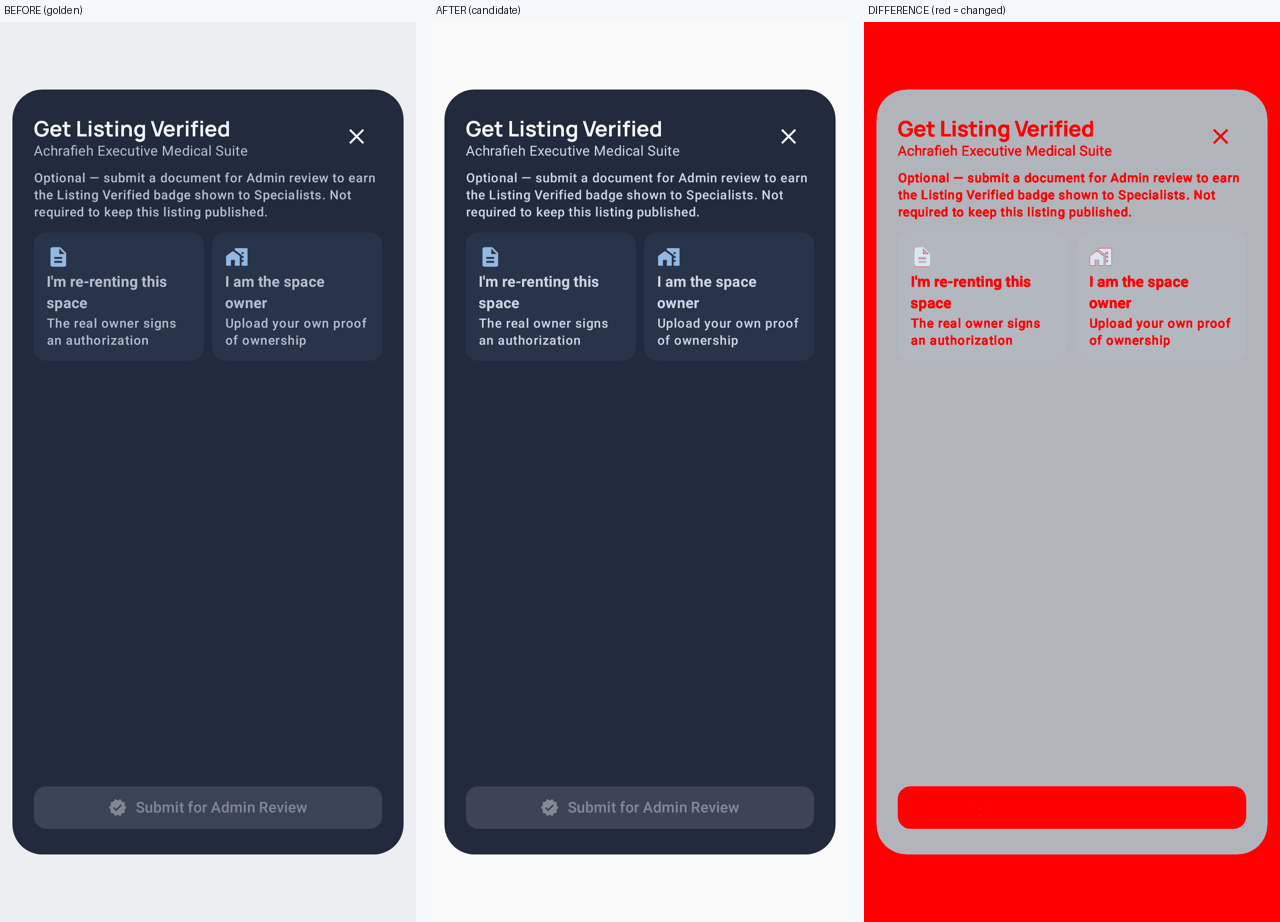 BEFORE (golden)
Get Listing Verified
Achrafieh Executive Medical Suite
Optional — submit a document for Admin review to earn
the Listing Verified badge shown to Specialists. Not
required to keep this listing published.
I'm re-renting this
space
The real owner signs
an authorization
I am the space
owner
Upload your own proof
of ownership
Submit for Admin Review
AFTER (candidate)
Get Listing Verified
Achrafieh Executive Medical Suite
Optional — submit a document for Admin review to earn
the Listing Verified badge shown to Specialists. Not
required to keep this listing published.
I'm re-renting this
space
The real owner signs
an authorization
I am the space
owner
Upload your own proof
of ownership
Submit for Admin Review
DIFFERENCE (red = changed)
Get Listing Verified
Achrafieh Executive Medical Suite
Optional — submit a document for Admin review to earn
the Listing Verified badge shown to Specialists. Not
required to keep this listing published.
I'm re-renting this
space
The real owner signs
an authorization
I am the space
owner
Upload your own proof
of ownership